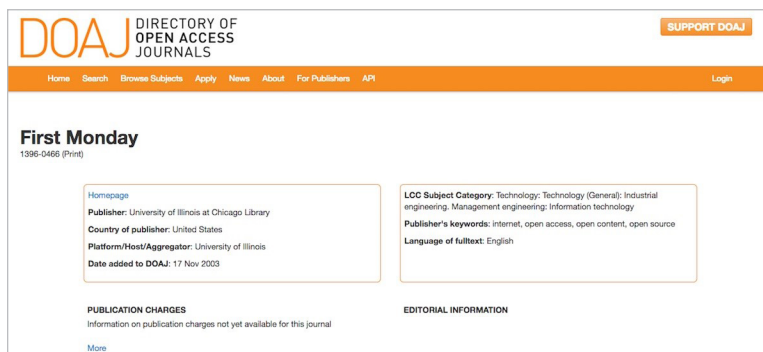 DOAJ
DIRECTORY OF
OPEN ACCESS
JOURNALS
SUPPORT DOAJ
Home Search Browse Subjects Apply News About For Publishers API Login
First Monday
1396-0466 (Print)
Homepage
Publisher: University of Illinois at Chicago Library
Country of publisher: United States
Platform/Host/Aggregator: University of Illinois
Date added to DOAJ: 17 Nov 2003
LCC Subject Category: Technology: Technology (General): Industrial
engineering. Management engineering: Information technology
Publisher's keywords: internet, open access, open content, open source
Language of fulltext: English
PUBLICATION CHARGES
Information on publication charges not yet available for this journal
More
EDITORIAL INFORMATION